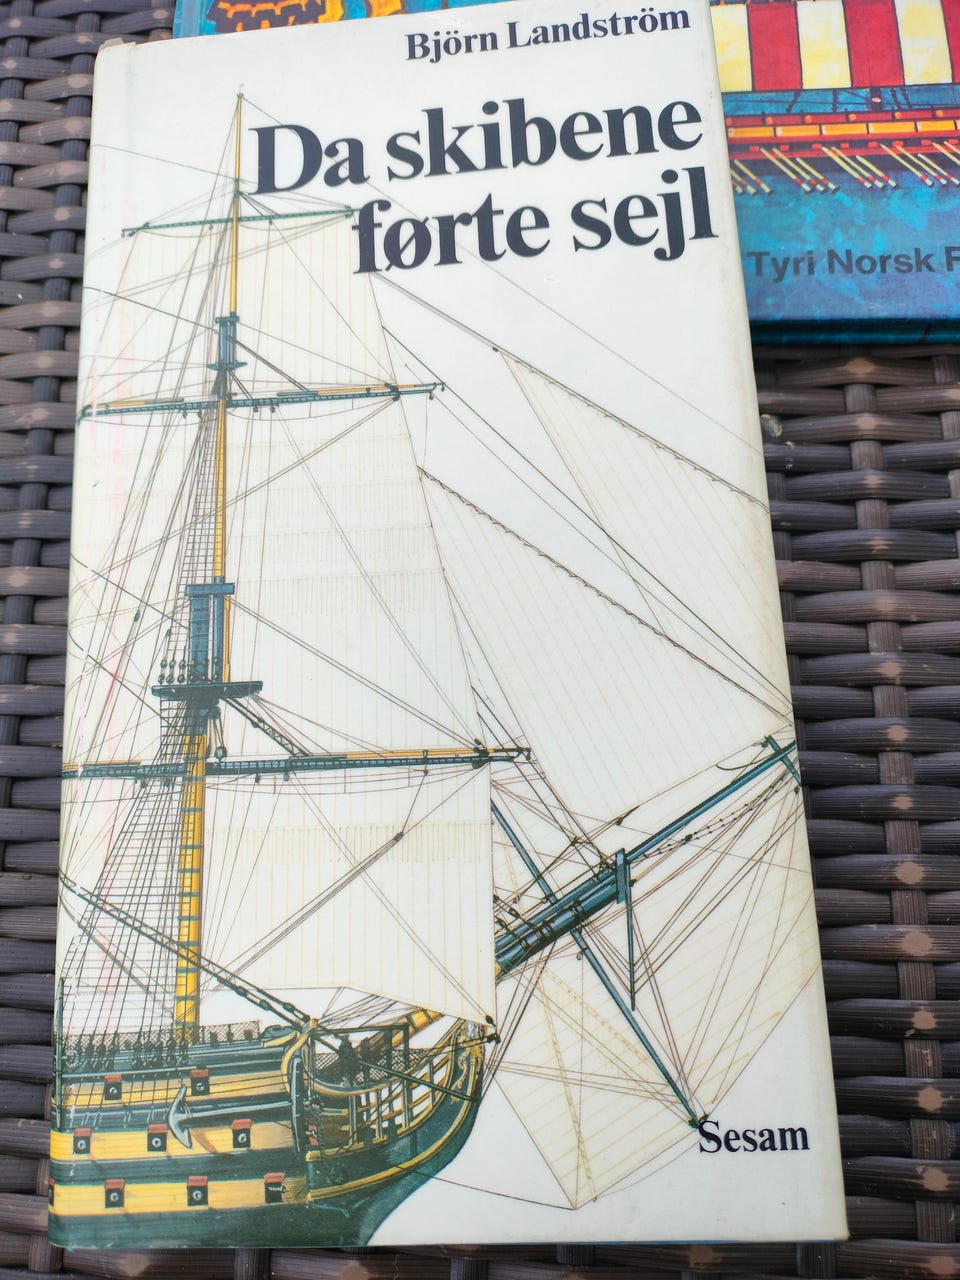 Björn Landström
Da skibene
førte sejl
Tyri Norsk F
Sesam